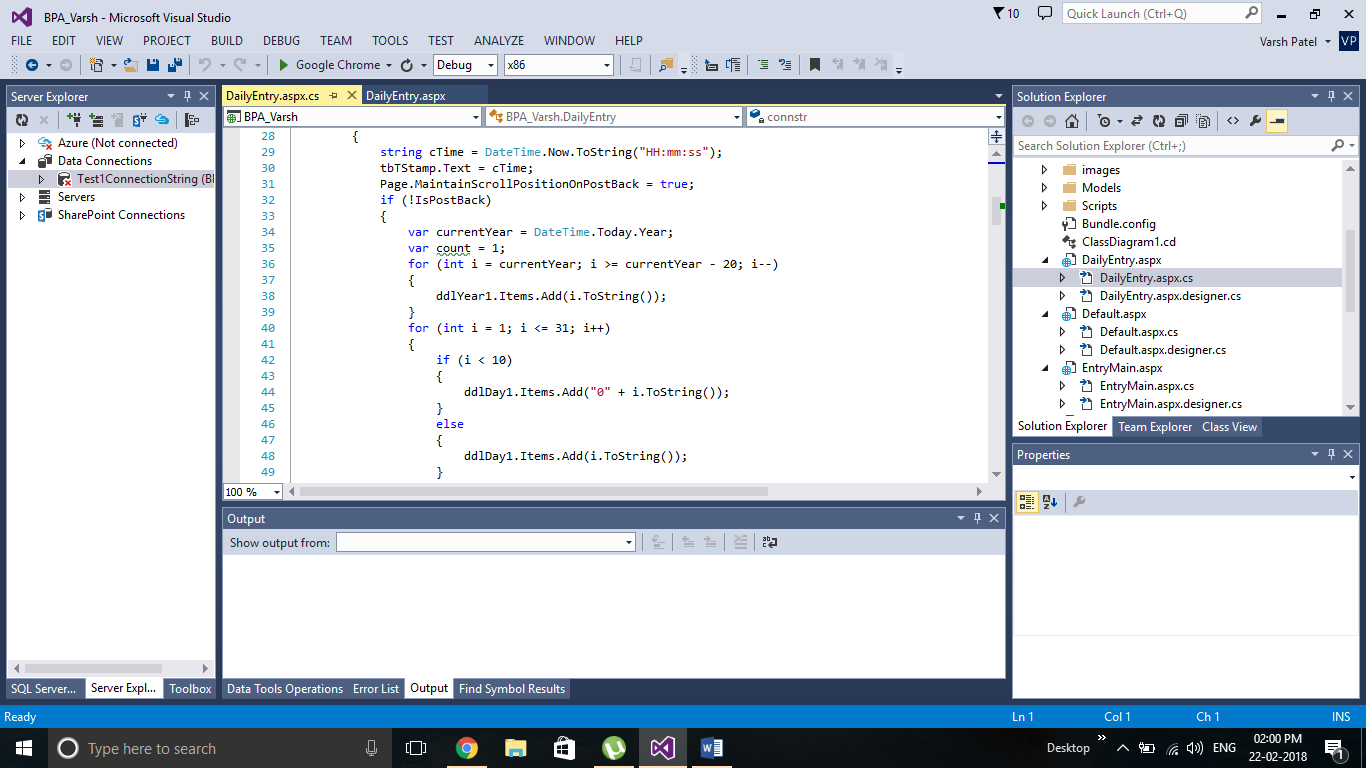 BPA_Varsh - Microsoft Visual Studio
10
Quick Launch (Ctrl+Q)
FILE EDIT VIEW PROJECT BUILD DEBUG TEAM TOOLS TEST ANALYZE WINDOW HELP
Varsh Patel VP
Google Chrome Debug x86
Server Explorer
Azure (Not connected)
Data Connections
Test1ConnectionString (BI
Servers
SharePoint Connections
SQL Server... Server Expl... Toolbox
DailyEntry.aspx.cs DailyEntry.aspx
BPA_Varsh BPA_Varsh.DailyEntry connstr
28 {
29 string cTime = DateTime.Now.ToString("HH:mm:ss");
30 tbTStamp.Text = cTime;
31 Page.MaintainScrollPositionOnPostBack = true;
32 if (!IsPostBack)
33 {
34 var currentYear = DateTime.Today.Year;
35 var count = 1;
36 for (int i = currentYear; i >= currentYear - 20; i--)
37 {
38 ddlYear1.Items.Add(i.ToString());
39 }
40 for (int i = 1; i <= 31; i++)
41 {
42 if (i < 10)
43 {
44 ddlDay1.Items.Add("0" + i.ToString());
45 }
46 else
47 {
48 ddlDay1.Items.Add(i.ToString());
49 }
100 %
Output
Show output from:
Data Tools Operations Error List Output Find Symbol Results
Solution Explorer
Search Solution Explorer (Ctrl+;)
images
Models
Scripts
Bundle.config
ClassDiagram1.cd
DailyEntry.aspx
DailyEntry.aspx.cs
DailyEntry.aspx.designer.cs
Default.aspx
Default.aspx.cs
Default.aspx.designer.cs
EntryMain.aspx
EntryMain.aspx.cs
EntryMain.aspx.designer.cs
Solution Explorer Team Explorer Class View
Properties
Ready Ln 1 Col 1 Ch 1 INS
Type here to search
Desktop ENG
02:00 PM
22-02-2018
1